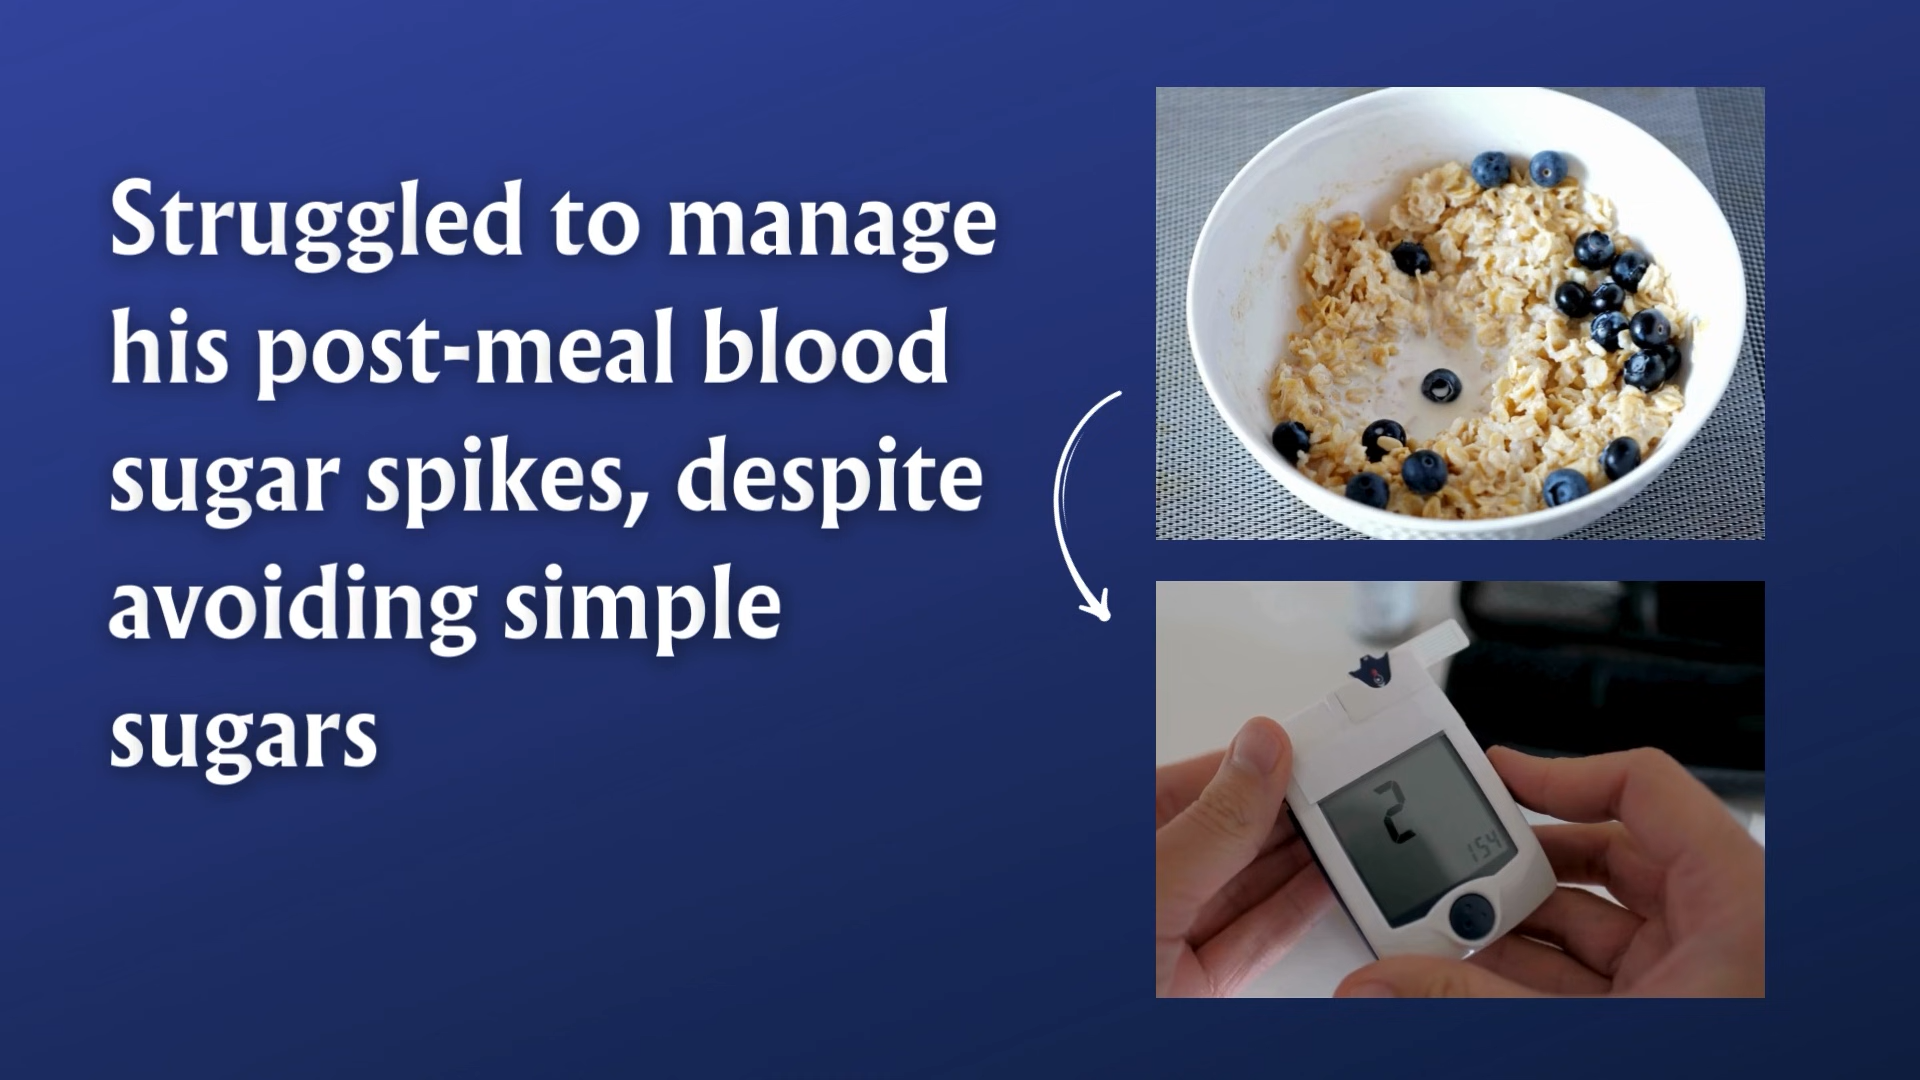 Struggled to manage
his post-meal blood
sugar spikes, despite
avoiding simple
sugars
2
154